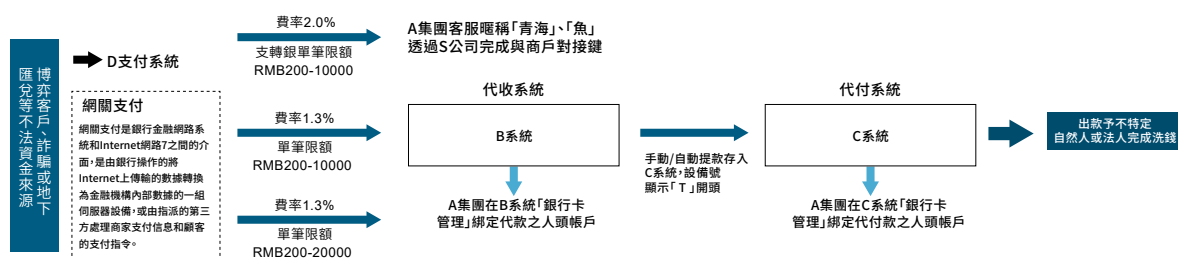 博弈客戶、詐騙或地下
匯兌等不法資金來源
D支付系統
網關支付
網關支付是銀行金融網路系
統和Internet網路7之間的介
面,是由銀行操作的將
Internet上傳輸的數據轉換
為金融機構內部數據的一組
伺服器設備,或由指派的第三
方處理商家支付信息和顧客
的支付指令。
費率2.0%
支轉銀單筆限額
RMB200-10000
費率1.3%
單筆限額
RMB200-10000
費率1.3%
單筆限額
RMB200-20000
A集團客服暱稱「青海」、「魚」
透過S公司完成與商戶對接鍵
代收系統
B系統
A集團在B系統「銀行卡
管理」綁定代款之人頭帳戶
手動/自動提款存入
C系統,設備號
顯示「T」開頭
代付系統
C系統
A集團在C系統「銀行卡
管理」綁定代付款之人頭帳戶
出款予不特定
自然人或法人完成洗錢